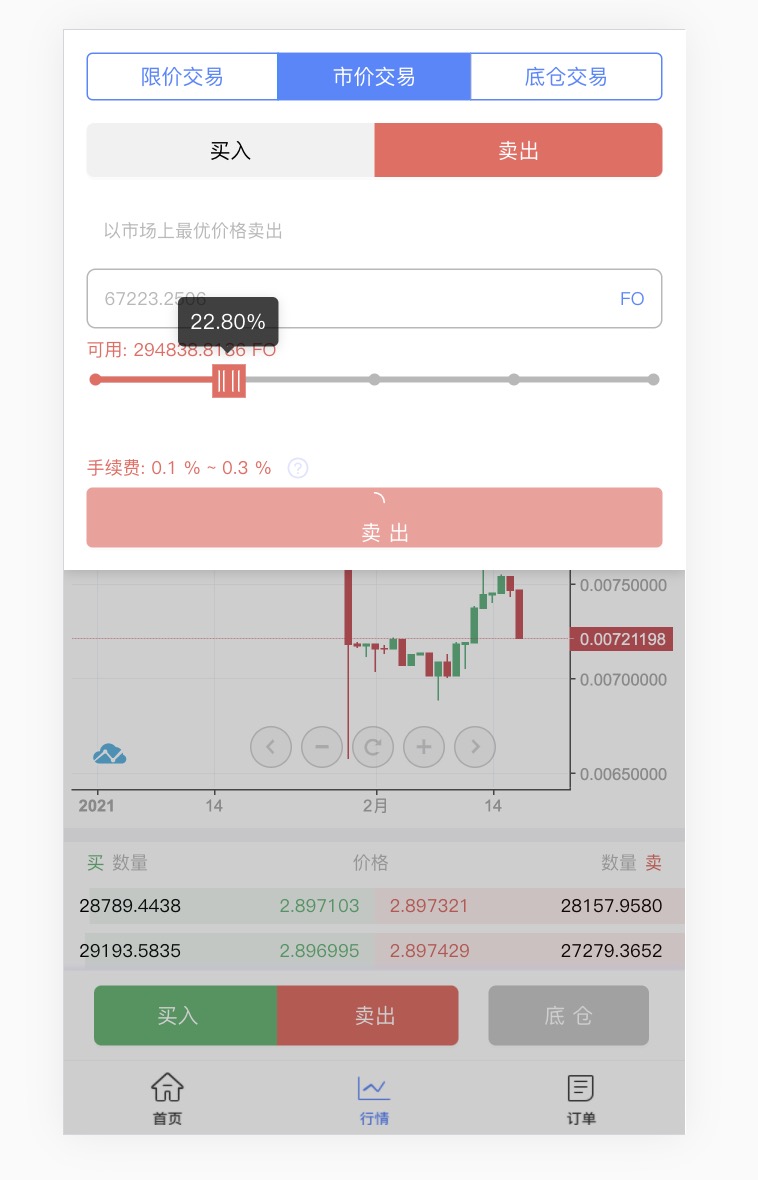 限价交易 市价交易 底仓交易
买入 卖出
以市场上最优价格卖出
67223.2506 FO
22.80%
可用: 294838.8136 FO
手续费: 0.1 % ~ 0.3 %
卖 出
0.00750000
0.00721198
0.00700000
0.00650000
2021 14 2月 14
买 数量 价格 数量 卖
28789.4438 2.897103 2.897321 28157.9580
29193.5835 2.896995 2.897429 27279.3652
买入 卖出 底 仓
首页 行情 订单